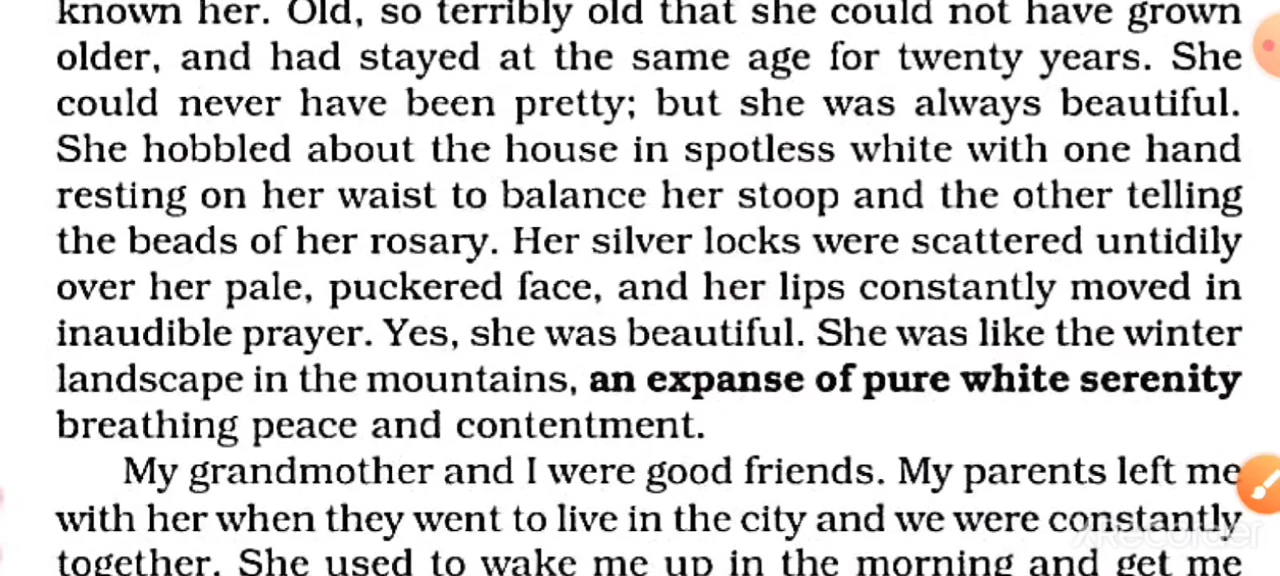 known her. Old, so terribly old that she could not have grown
older, and had stayed at the same age for twenty years. She
could never have been pretty; but she was always beautiful.
She hobbled about the house in spotless white with one hand
resting on her waist to balance her stoop and the other telling
the beads of her rosary. Her silver locks were scattered untidily
over her pale, puckered face, and her lips constantly moved in
inaudible prayer. Yes, she was beautiful. She was like the winter
landscape in the mountains, an expanse of pure white serenity
breathing peace and contentment.
My grandmother and I were good friends. My parents left me
with her when they went to live in the city and we were constantly
XRecorder
together. She used to wake me up in the morning and get me